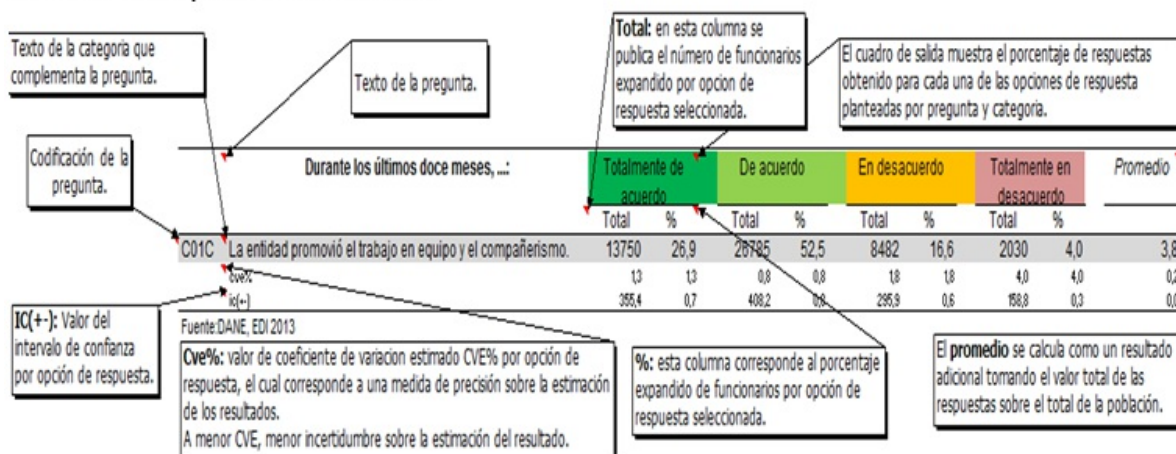 Texto de la categoria que
complementa la pregunta.
Texto de la pregunta.
Total: en esta columna se
publica el número de funcionarios
expandido por opción de
respuesta seleccionada.
El cuadro de salida muestra el porcentaje de respuestas
obtenido para cada una de las opciones de respuesta
planteadas por pregunta y categoria.
Codificación de la
pregunta.
Durante los últimos doce meses, ...:
Totalmente de acuerdo
De acuerdo
En desacuerdo
Totalmente en desacuerdo
Promedio
Total % Total % Total % Total %
C01C La entidad promovió el trabajo en equipo y el compañerismo. 13750 26,9 26785 52,5 8482 16,6 2030 4,0 3,8
cve% 1,3 1,3 0,8 0,8 1,8 1,8 4,0 4,0
ic(+-) 355,4 0,7 408,2 295,9 0,6 158,8 0,3
IC(+-): Valor del
intervalo de confianza
por opción de respuesta.
Fuente:DANE, EDI 2013
Cve%: valor de coeficiente de variacion estimado CVE% por opción de
respuesta, el cual corresponde a una medida de precisión sobre la estimación
de los resultados.
A menor CVE, menor incertidumbre sobre la estimación del resultado.
%: esta columna corresponde al porcentaje
expandido de funcionarios por opción de
respuesta seleccionada.
El promedio se calcula como un resultado
adicional tomando el valor total de las
respuestas sobre el total de la población.